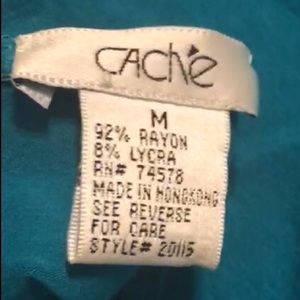 CACHé
M
92% RAYON
8% LYCRA
RN# 74578
MADE IN HONGKONG
SEE REVERSE
FOR CARE
STYLE# 20115